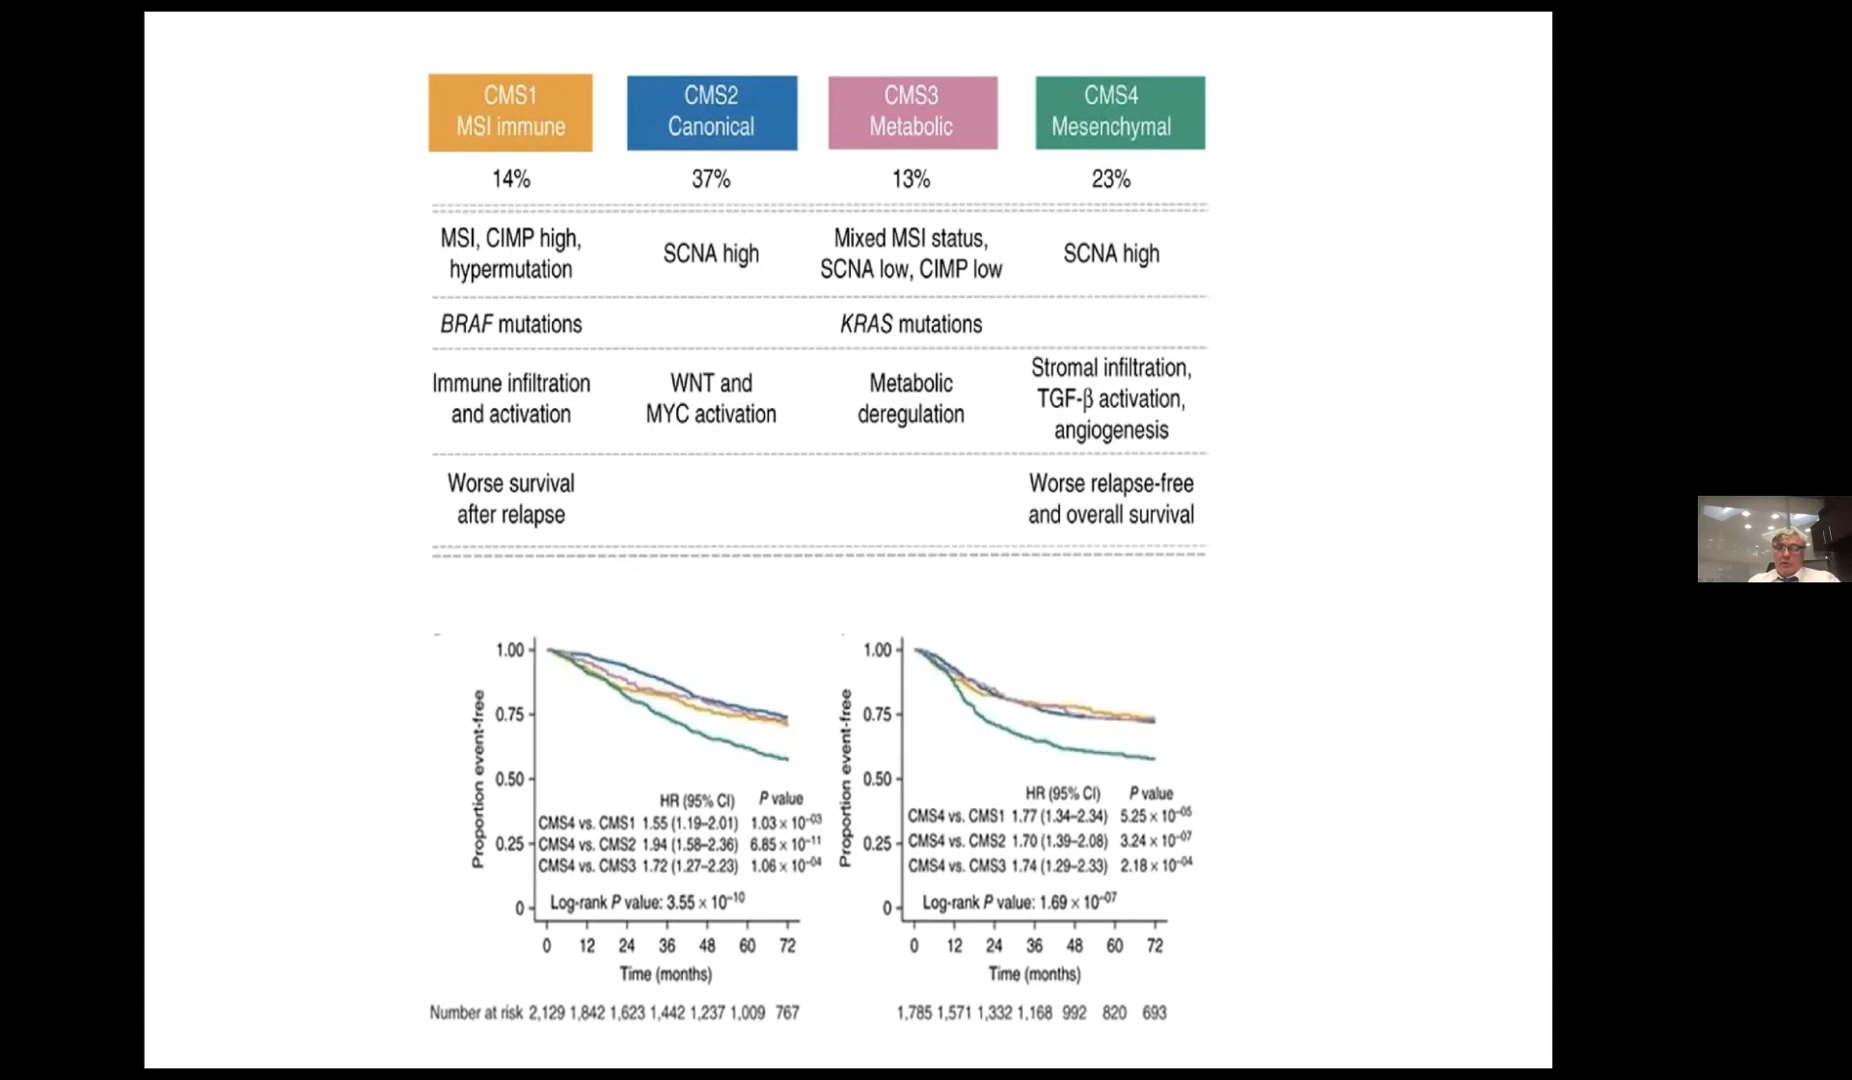 CMS1
MSI immune
CMS2
Canonical
CMS3
Metabolic
CMS4
Mesenchymal
14%
37%
13%
23%
MSI, CIMP high,
hypermutation
SCNA high
Mixed MSI status,
SCNA low, CIMP low
SCNA high
BRAF mutations
KRAS mutations
Immune infiltration
and activation
WNT and
MYC activation
Metabolic
deregulation
Stromal infiltration,
TGF-β activation,
angiogenesis
Worse survival
after relapse
Worse relapse-free
and overall survival
Proportion event-free
1.00
0.75
0.50
0.25
0
HR (95% CI) P value
CMS4 vs. CMS1 1.55 (1.19–2.01) 1.03 × 10⁻⁰³
CMS4 vs. CMS2 1.94 (1.58–2.36) 6.85 × 10⁻¹¹
CMS4 vs. CMS3 1.72 (1.27–2.23) 1.06 × 10⁻⁰⁴
Log-rank P value: 3.55 × 10⁻¹⁰
0 12 24 36 48 60 72
Time (months)
Number at risk 2,129 1,842 1,623 1,442 1,237 1,009 767
Proportion event-free
1.00
0.75
0.50
0.25
0
HR (95% CI) P value
CMS4 vs. CMS1 1.77 (1.34–2.34) 5.25 × 10⁻⁰⁵
CMS4 vs. CMS2 1.70 (1.39–2.08) 3.24 × 10⁻⁰⁷
CMS4 vs. CMS3 1.74 (1.29–2.33) 2.18 × 10⁻⁰⁴
Log-rank P value: 1.69 × 10⁻⁰⁷
0 12 24 36 48 60 72
Time (months)
1,785 1,571 1,332 1,168 992 820 693